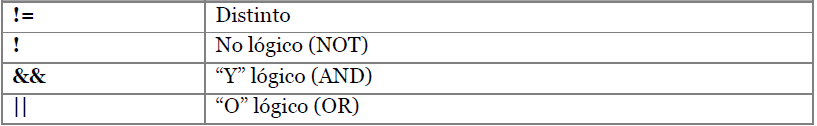 != Distinto
! No lógico (NOT)
&& “Y” lógico (AND)
|| “O” lógico (OR)